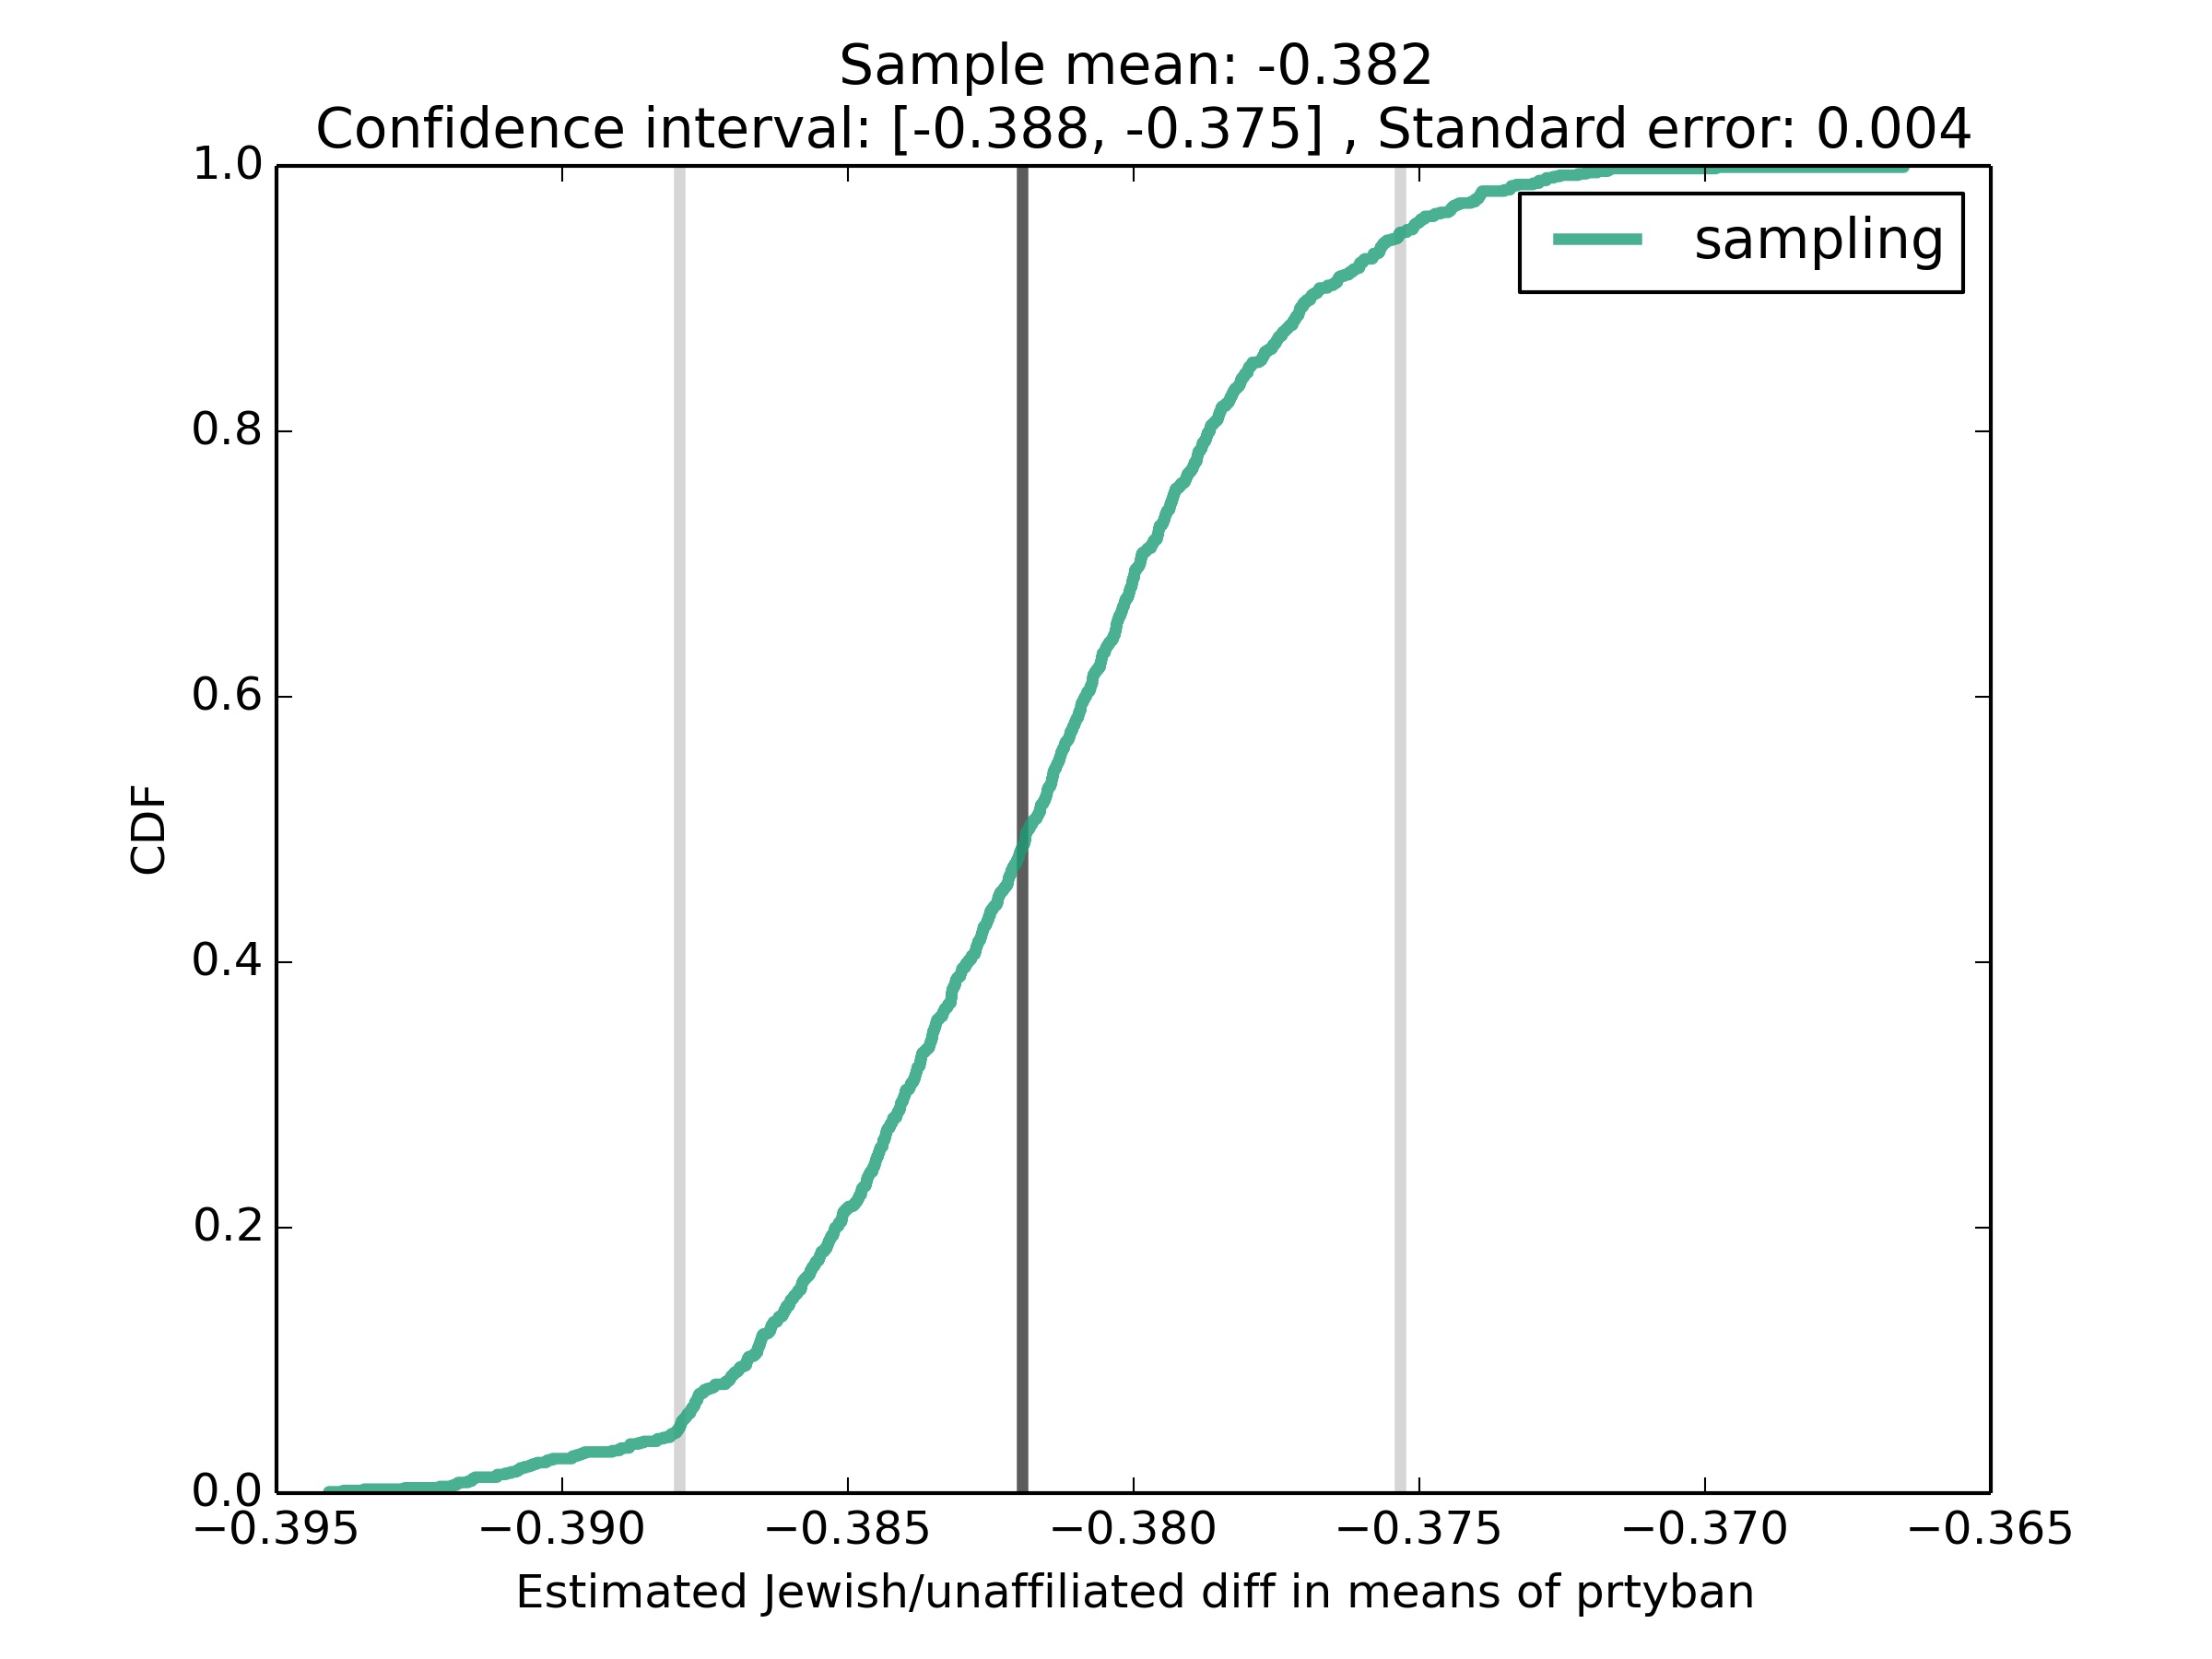 Sample mean: -0.382
Confidence interval: [-0.388, -0.375] , Standard error: 0.004
1.0
sampling
0.8
0.6
CDF
0.4
0.2
0.0
−0.395 −0.390 −0.385 −0.380 −0.375 −0.370 −0.365
Estimated Jewish/unaffiliated diff in means of prtyban